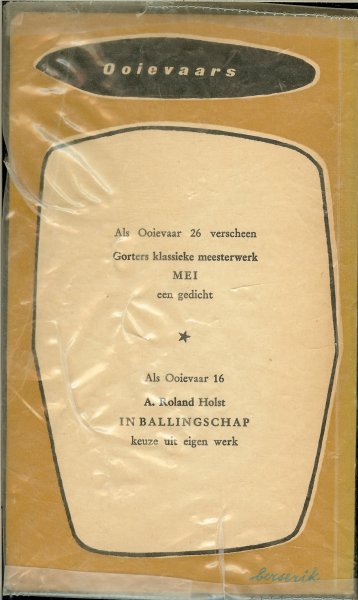 Ooievaars
Als Ooievaar 26 verscheen
Gorters klassieke meesterwerk
MEI
een gedicht
Als Ooievaar 16
A. Roland Holst
IN BALLINGSCHAP
keuze uit eigen werk
berserik